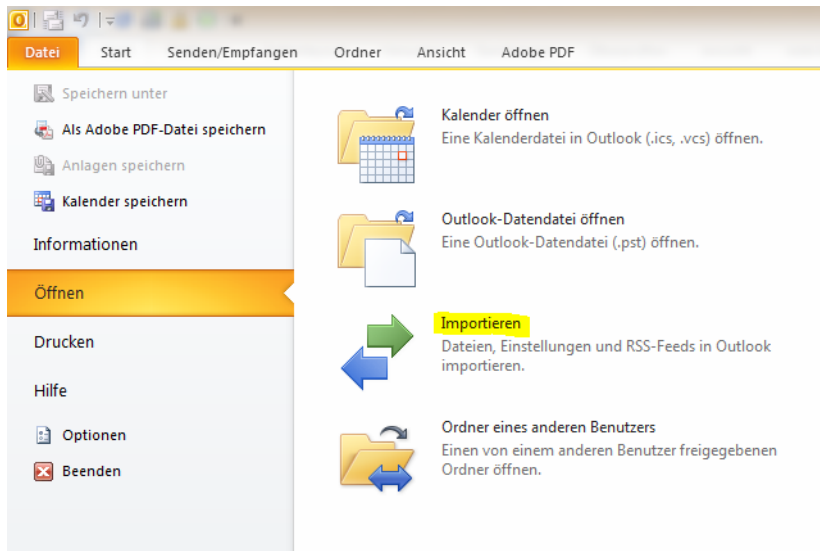 Datei Start Senden/Empfangen Ordner Ansicht Adobe PDF
Speichern unter
Als Adobe PDF-Datei speichern
Anlagen speichern
Kalender speichern
Informationen
Öffnen
Drucken
Hilfe
Optionen
Beenden
Kalender öffnen
Eine Kalenderdatei in Outlook (.ics, .vcs) öffnen.
Outlook-Datendatei öffnen
Eine Outlook-Datendatei (.pst) öffnen.
Importieren
Dateien, Einstellungen und RSS-Feeds in Outlook
importieren.
Ordner eines anderen Benutzers
Einen von einem anderen Benutzer freigegebenen
Ordner öffnen.